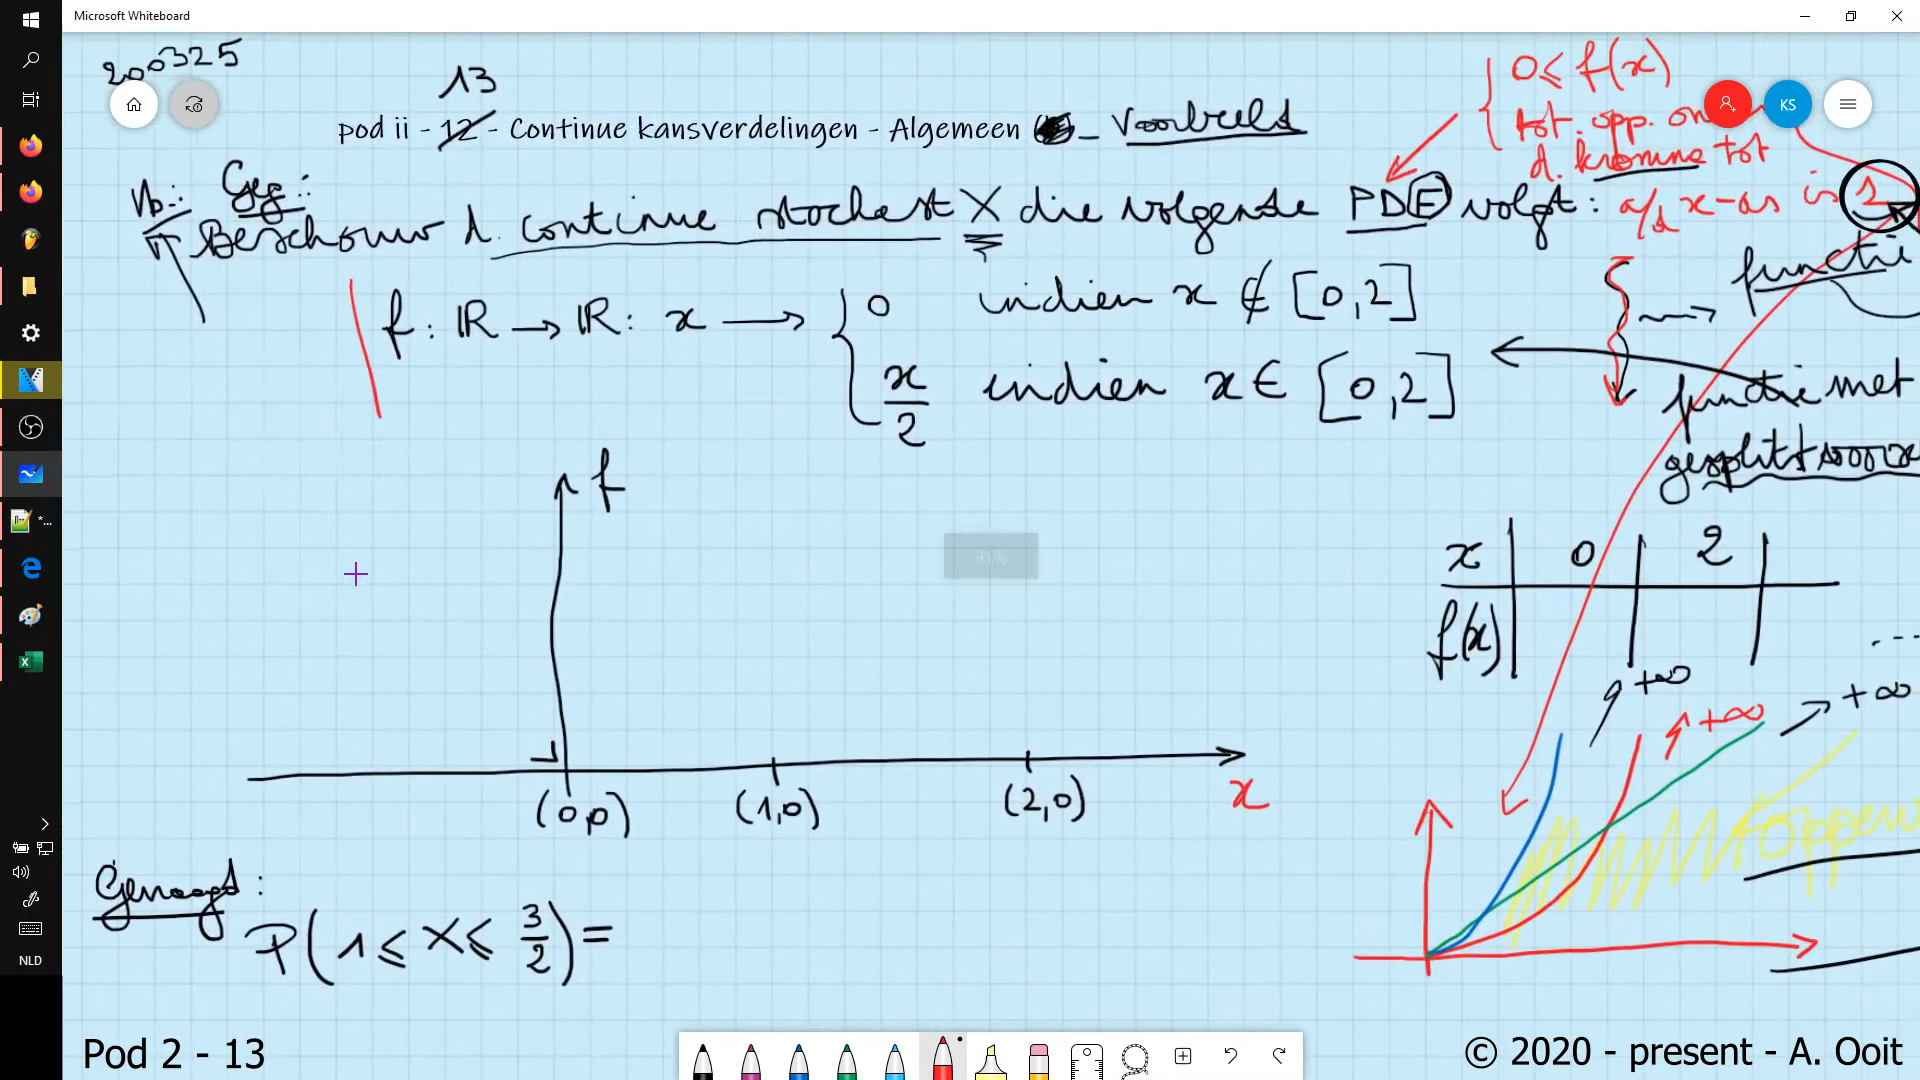 Microsoft Whiteboard
200325
13
pod ii - 12 - Continue kansverdelingen - Algemeen - Voorbeeld
0 ≤ f(x)
tot. opp. on
d. kromme tot
a/d x-as is 1
KS
Vb.: Geg.:
Beschouw d. continue stochast X die volgende PDF volgt:
f: ℝ → ℝ: x → { 0 indien x ∉ [0,2]
x/2 indien x ∈ [0,2]
functie
functie met
gesplitst
f
x | 0 | 2 |
f(x)
91%
(0,0) (1,0) (2,0) x
+∞
+∞
+∞
Oppew
Gevraagd:
P(1 ≤ X ≤ 3/2) =
NLD
Pod 2 - 13
© 2020 - present - A. Ooit